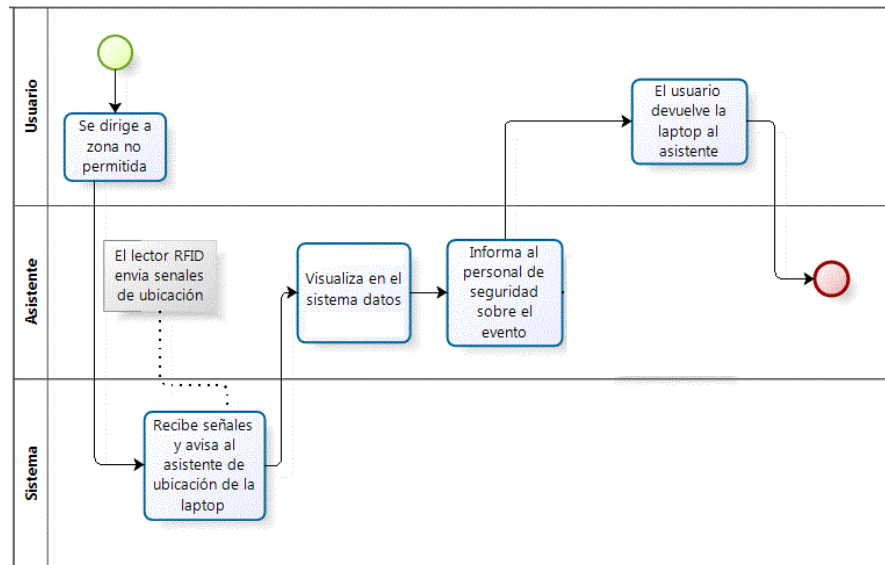 Usuario
Se dirige a
zona no
permitida
El usuario
devuelve la
laptop al
asistente
Asistente
El lector RFID
envia senales
de ubicación
Visualiza en el
sistema datos
Informa al
personal de
seguridad
sobre el
evento
Sistema
Recibe señales
y avisa al
asistente de
ubicación de la
laptop